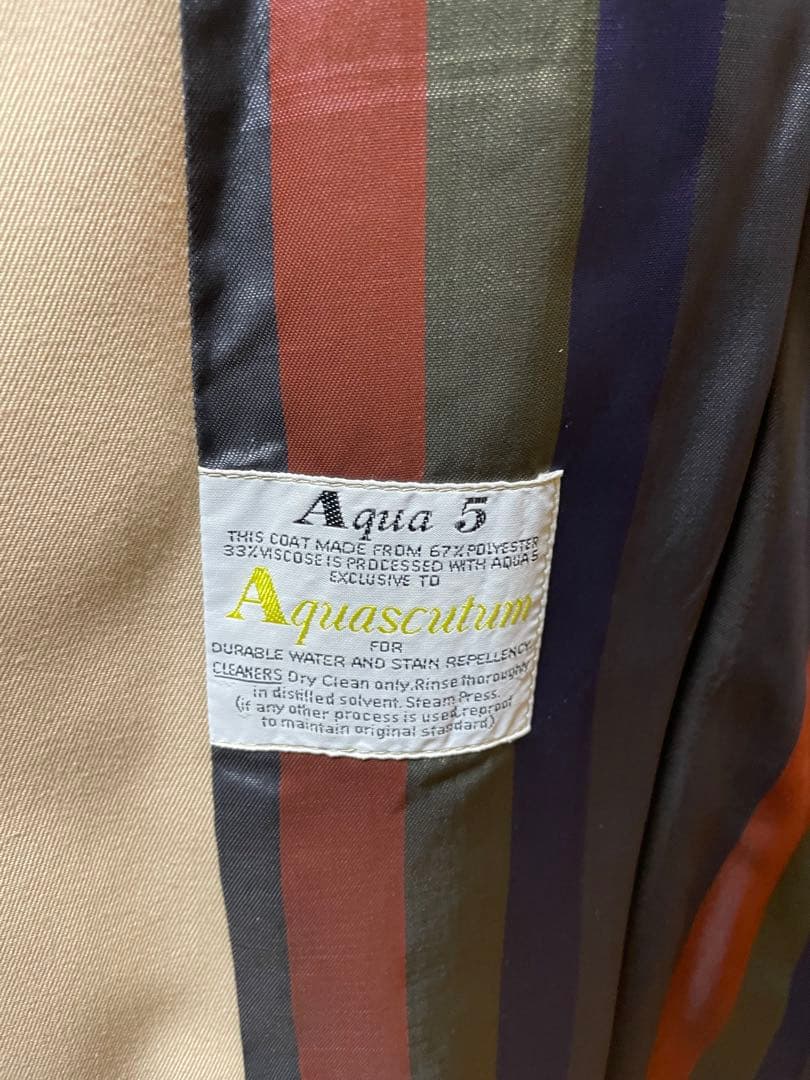 Aqua 5
THIS COAT MADE FROM 67% POLYESTER
33% VISCOSE IS PROCESSED WITH AQUA 5
EXCLUSIVE TO
Aquascutum
FOR
DURABLE WATER AND STAIN REPELLENCY.
CLEANERS Dry Clean only. Rinse thoroughly
in distilled solvent. Steam Press.
(if any other process is used, reproof
to maintain original standard)